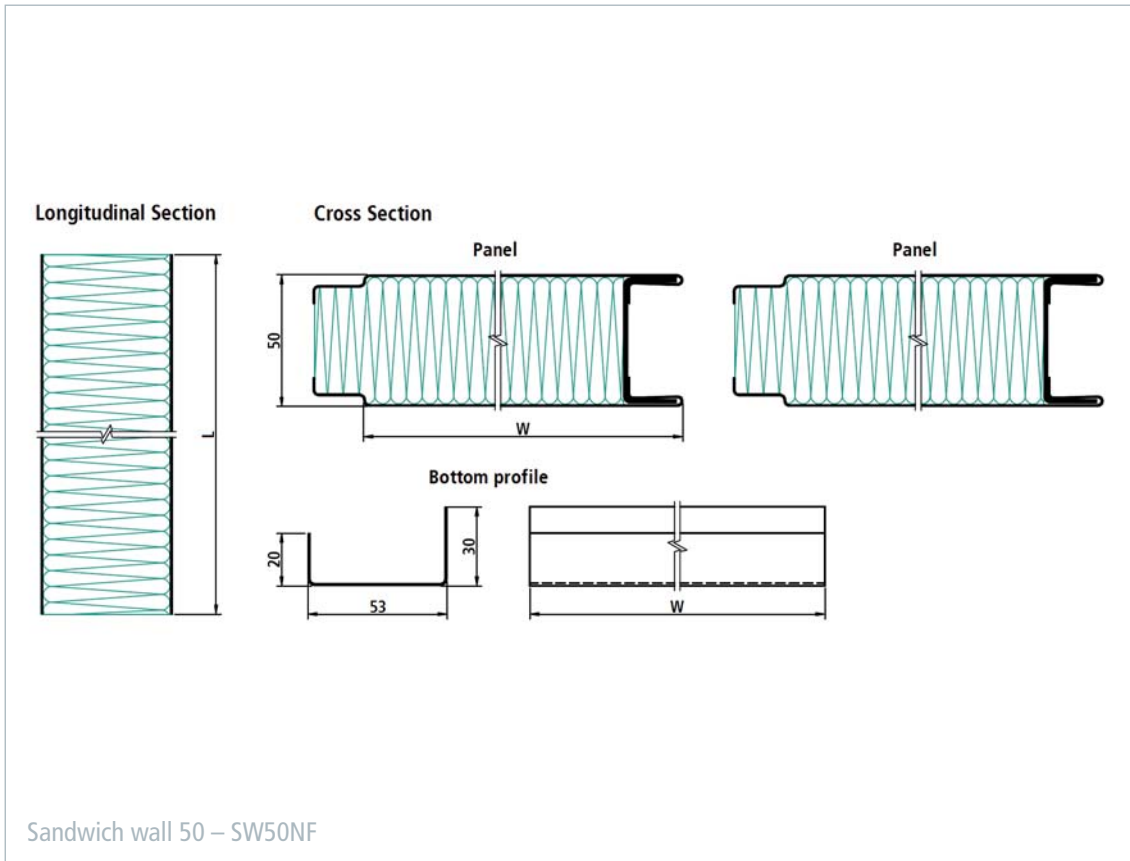 Longitudinal Section
Cross Section
Panel
Panel
50
L
W
Bottom profile
20
30
53
W
Sandwich wall 50 – SW50NF